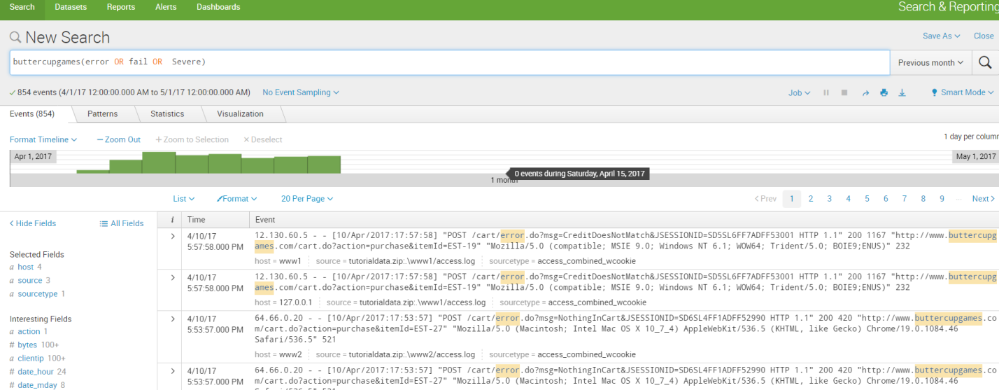 Search Datasets Reports Alerts Dashboards Search & Reporting
New Search Save As Close
buttercupgames(error OR fail OR  Severe) Previous month
854 events (4/1/17 12:00:00.000 AM to 5/1/17 12:00:00.000 AM) No Event Sampling Job Smart Mode
Events (854) Patterns Statistics Visualization
Format Timeline — Zoom Out + Zoom to Selection × Deselect 1 day per column
Apr 1, 2017 May 1, 2017
0 events during Saturday, April 15, 2017
1 month
List Format 20 Per Page < Prev 1 2 3 4 5 6 7 8 9 ... Next >
< Hide Fields All Fields i Time Event
Selected Fields
a host 4
a source 3
a sourcetype 1
Interesting Fields
a action 1
# bytes 100+
a clientip 100+
# date_hour 24
# date_mday 8
> 4/10/17 12.130.60.5 - - [10/Apr/2017:17:57:58] "POST /cart/error.do?msg=CreditDoesNotMatch&JSESSIONID=SD5SL6FF7ADFF53001 HTTP 1.1" 200 1167 "http://www.buttercupg
5:57:58.000 PM ames.com/cart.do?action=purchase&itemId=EST-19" "Mozilla/5.0 (compatible; MSIE 9.0; Windows NT 6.1; WOW64; Trident/5.0; BOIE9;ENUS)" 232
host = www1 source = tutorialdata.zip:.\www1/access.log sourcetype = access_combined_wcookie
> 4/10/17 12.130.60.5 - - [10/Apr/2017:17:57:58] "POST /cart/error.do?msg=CreditDoesNotMatch&JSESSIONID=SD5SL6FF7ADFF53001 HTTP 1.1" 200 1167 "http://www.buttercupg
5:57:58.000 PM ames.com/cart.do?action=purchase&itemId=EST-19" "Mozilla/5.0 (compatible; MSIE 9.0; Windows NT 6.1; WOW64; Trident/5.0; BOIE9;ENUS)" 232
host = 127.0.0.1 source = tutorialdata.zip:.\www1/access.log sourcetype = access_combined_wcookie
> 4/10/17 64.66.0.20 - - [10/Apr/2017:17:53:57] "POST /cart/error.do?msg=NothingInCart&JSESSIONID=SD6SL4FF1ADFF52990 HTTP 1.1" 200 420 "http://www.buttercupgames.co
5:53:57.000 PM m/cart.do?action=purchase&itemId=EST-27" "Mozilla/5.0 (Macintosh; Intel Mac OS X 10_7_4) AppleWebKit/536.5 (KHTML, like Gecko) Chrome/19.0.1084.46
Safari/536.5" 521
host = www2 source = tutorialdata.zip:.\www2/access.log sourcetype = access_combined_wcookie
> 4/10/17 64.66.0.20 - - [10/Apr/2017:17:53:57] "POST /cart/error.do?msg=NothingInCart&JSESSIONID=SD6SL4FF1ADFF52990 HTTP 1.1" 200 420 "http://www.buttercupgames.co
5:53:57.000 PM m/cart.do?action=purchase&itemId=EST-27" "Mozilla/5.0 (Macintosh; Intel Mac OS X 10_7_4) AppleWebKit/536.5 (KHTML, like Gecko) Chrome/19.0.1084.46